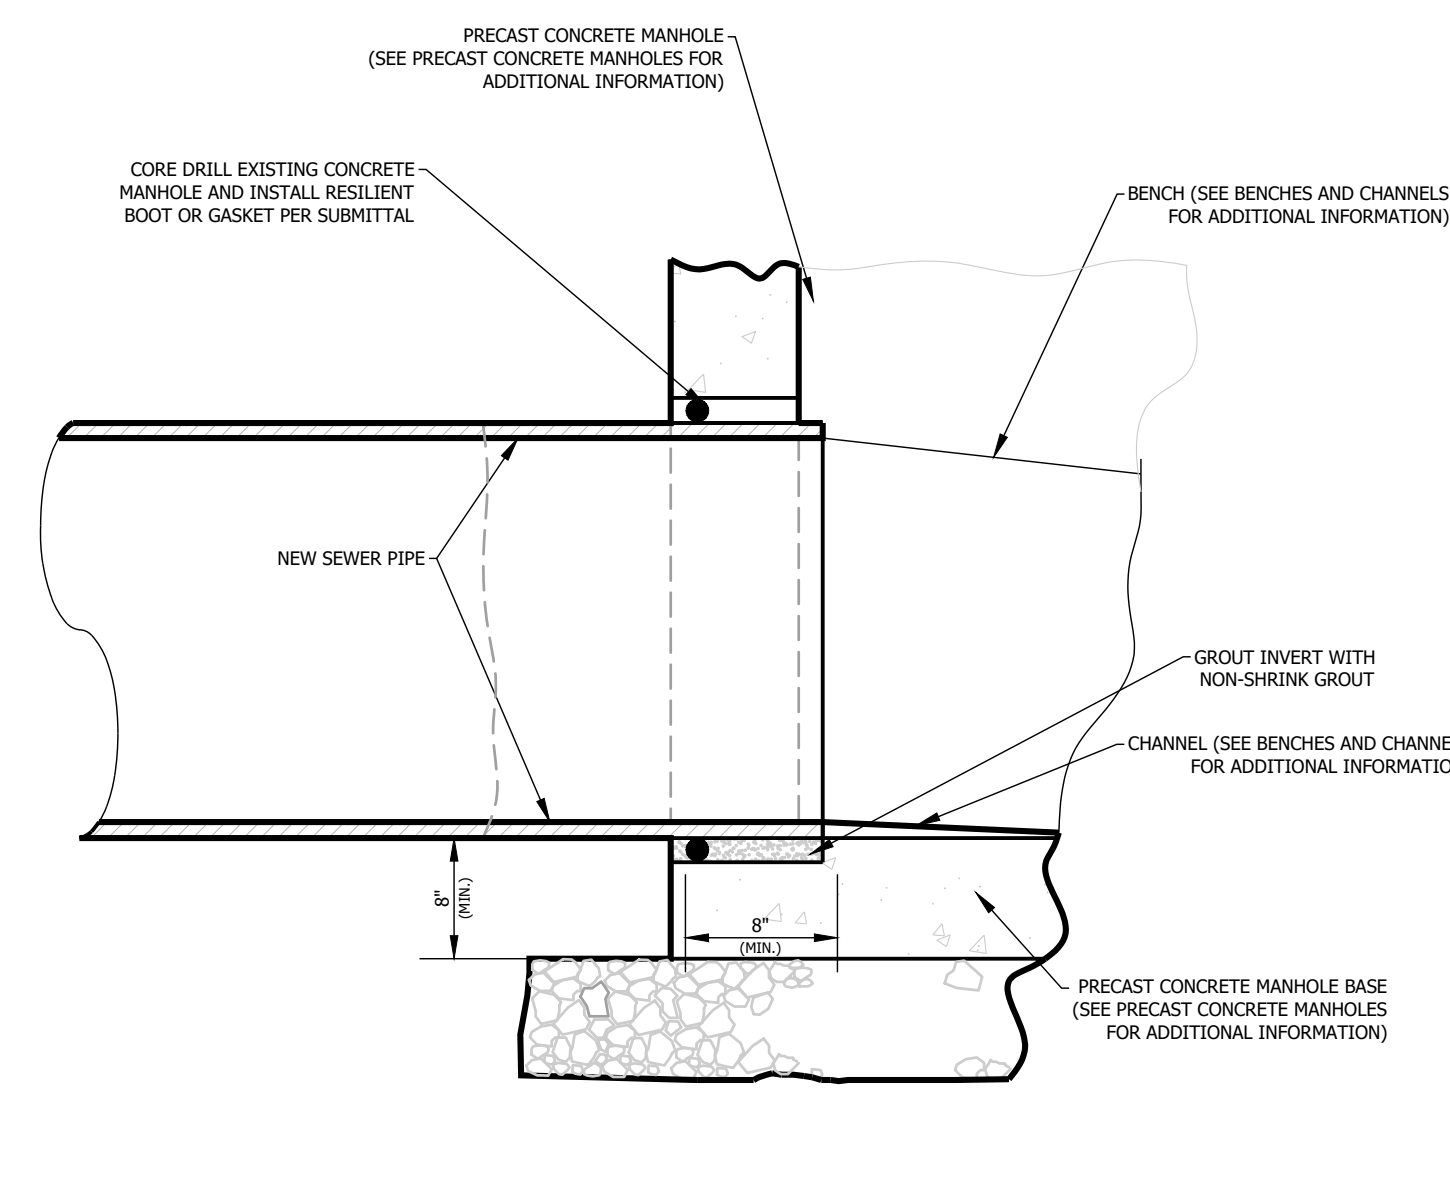 PRECAST CONCRETE MANHOLE
(SEE PRECAST CONCRETE MANHOLES FOR
ADDITIONAL INFORMATION)
CORE DRILL EXISTING CONCRETE
MANHOLE AND INSTALL RESILIENT
BOOT OR GASKET PER SUBMITTAL
BENCH (SEE BENCHES AND CHANNELS
FOR ADDITIONAL INFORMATION)
NEW SEWER PIPE
GROUT INVERT WITH
NON-SHRINK GROUT
CHANNEL (SEE BENCHES AND
FOR ADDITIONAL
8"
(MIN.)
8"
(MIN.)
PRECAST CONCRETE MANHOLE BASE
(SEE PRECAST CONCRETE MANHOLES
FOR ADDITIONAL INFORMATION)